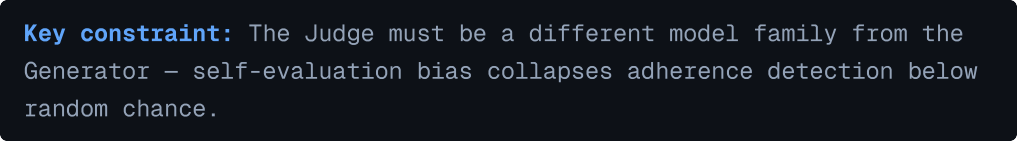 Key constraint: The Judge must be a different model family from the
Generator — self-evaluation bias collapses adherence detection below
random chance.